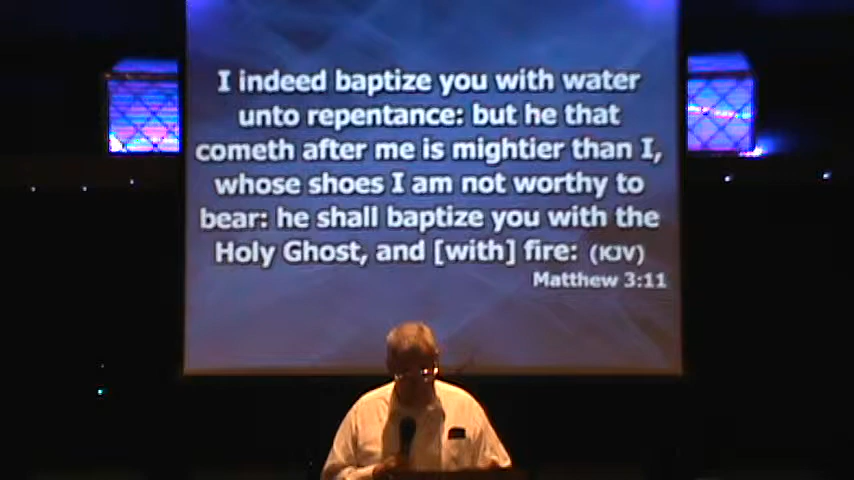 I indeed baptize you with water
unto repentance: but he that
cometh after me is mightier than I,
whose shoes I am not worthy to
bear: he shall baptize you with the
Holy Ghost, and [with] fire: (KJV)
Matthew 3:11